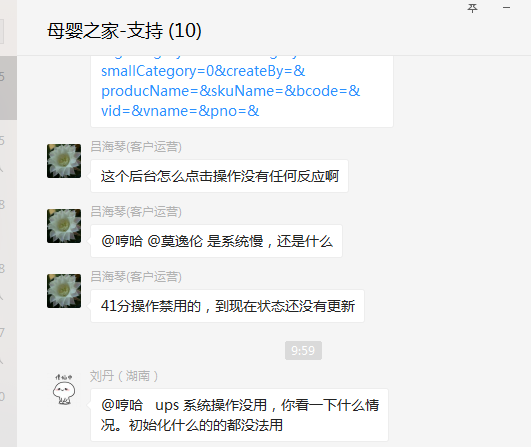 母婴之家-支持 (10)
smallCategory=0&createBy=&
producName=&skuName=&bcode=&
vid=&vname=&pno=&
吕海琴(客户运营)
这个后台怎么点击操作没有任何反应啊
吕海琴(客户运营)
@哼哈 @莫逸伦 是系统慢，还是什么
吕海琴(客户运营)
41分操作禁用的，到现在状态还没有更新
9:59
刘丹（湖南）
@哼哈 ups 系统操作没用，你看一下什么情
况。初始化什么的的都没法用